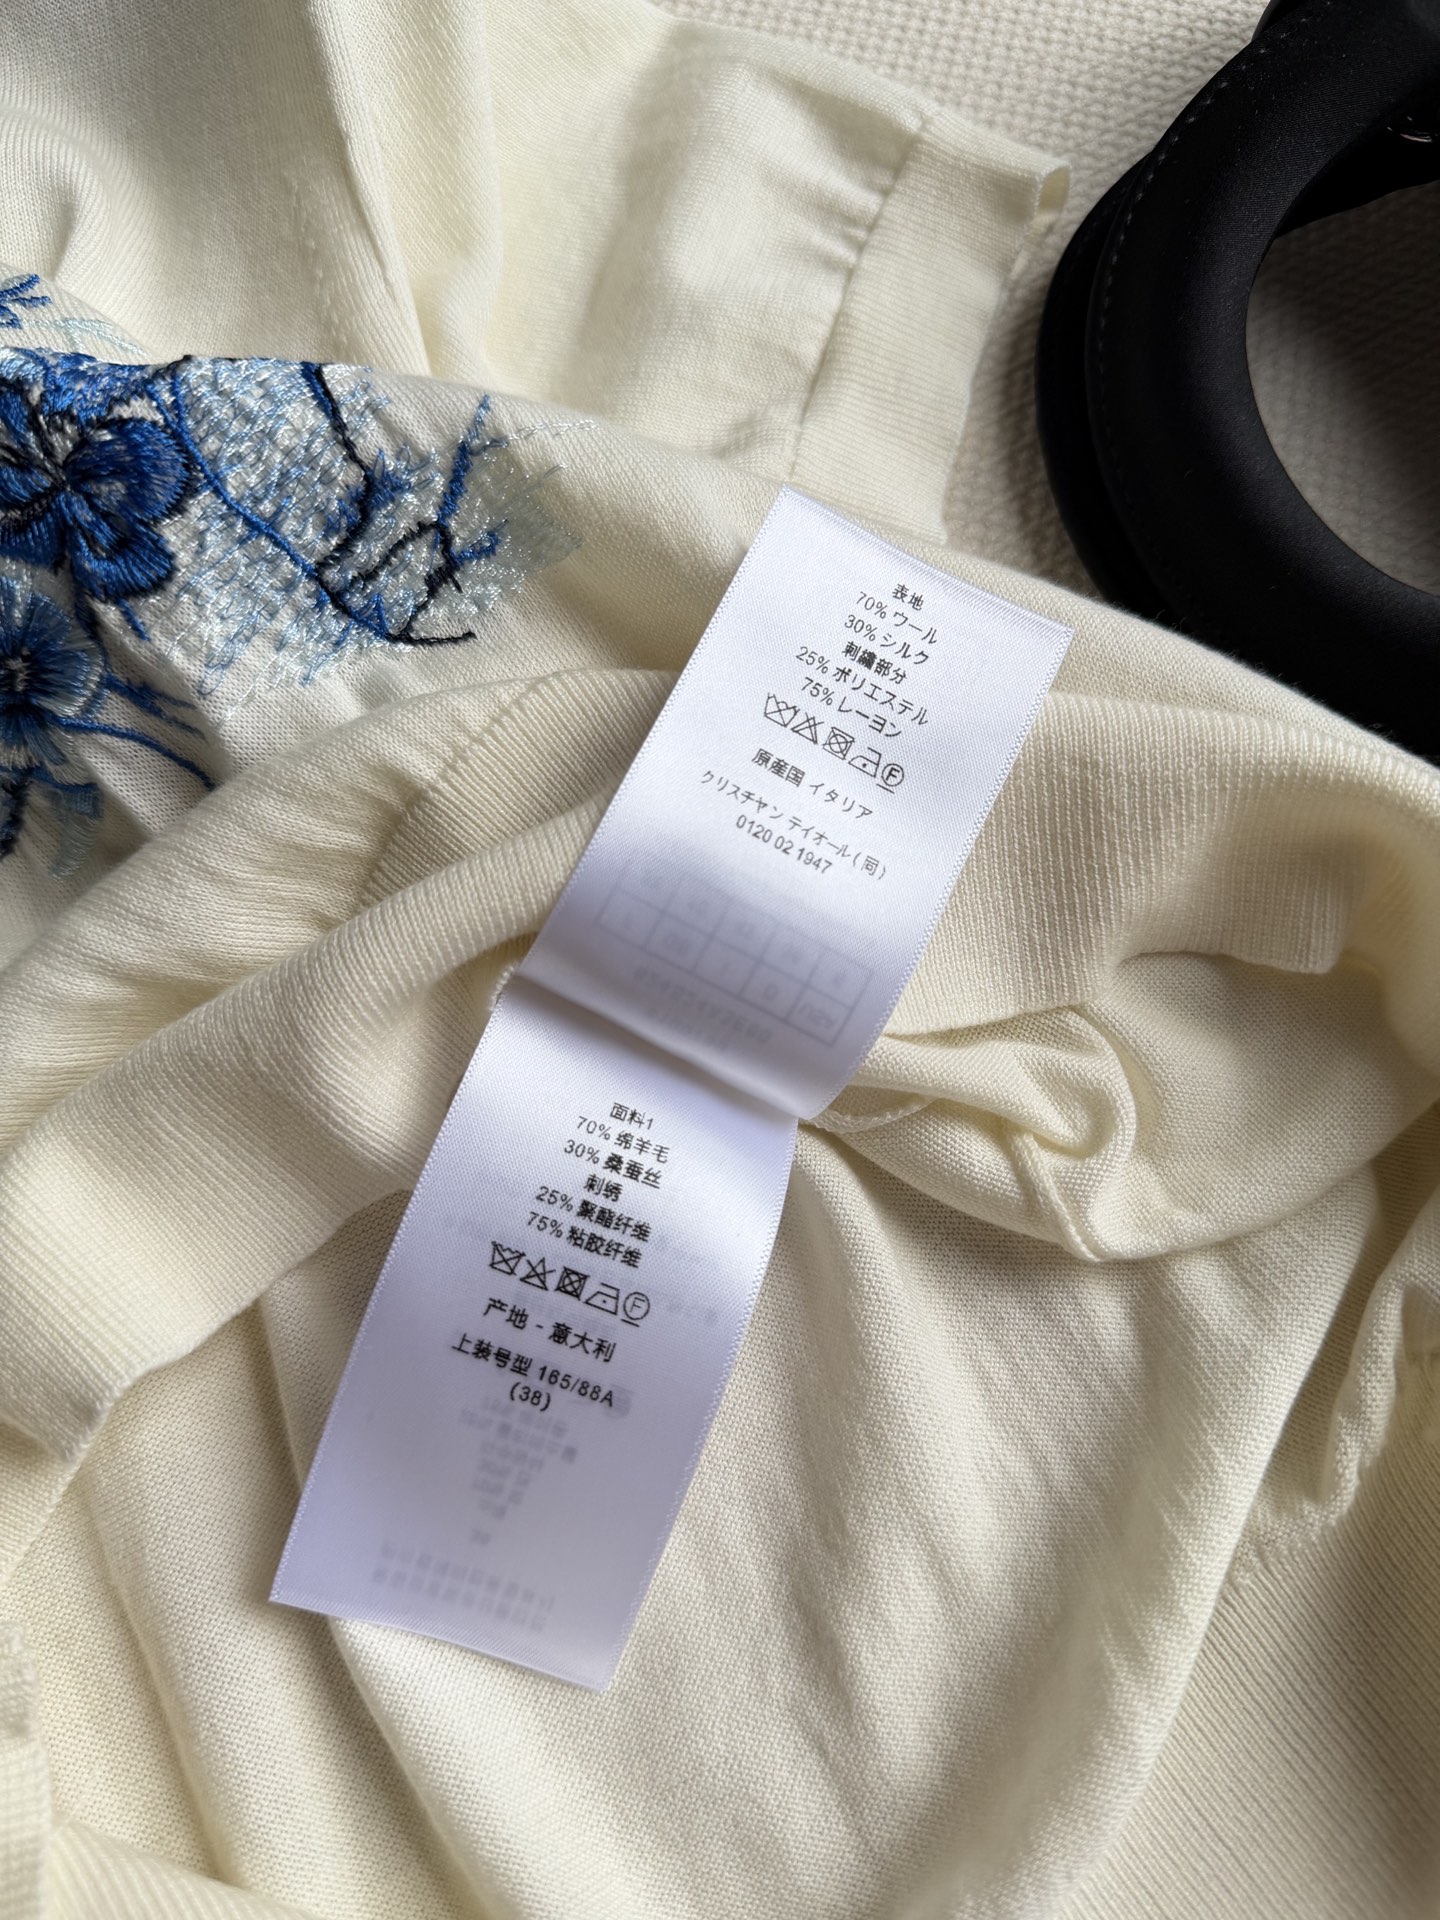 表地
70% ウール
30% シルク
刺繍部分
25% ポリエステル
75% レーヨン
F
原産国 イタリア
クリスチャン ディオール(同)
0120 02 1947
面料1
70% 绵羊毛
30% 桑蚕丝
刺绣
25% 聚酯纤维
75% 粘胶纤维
F
产地 - 意大利
上装号型 165/88A
(38)